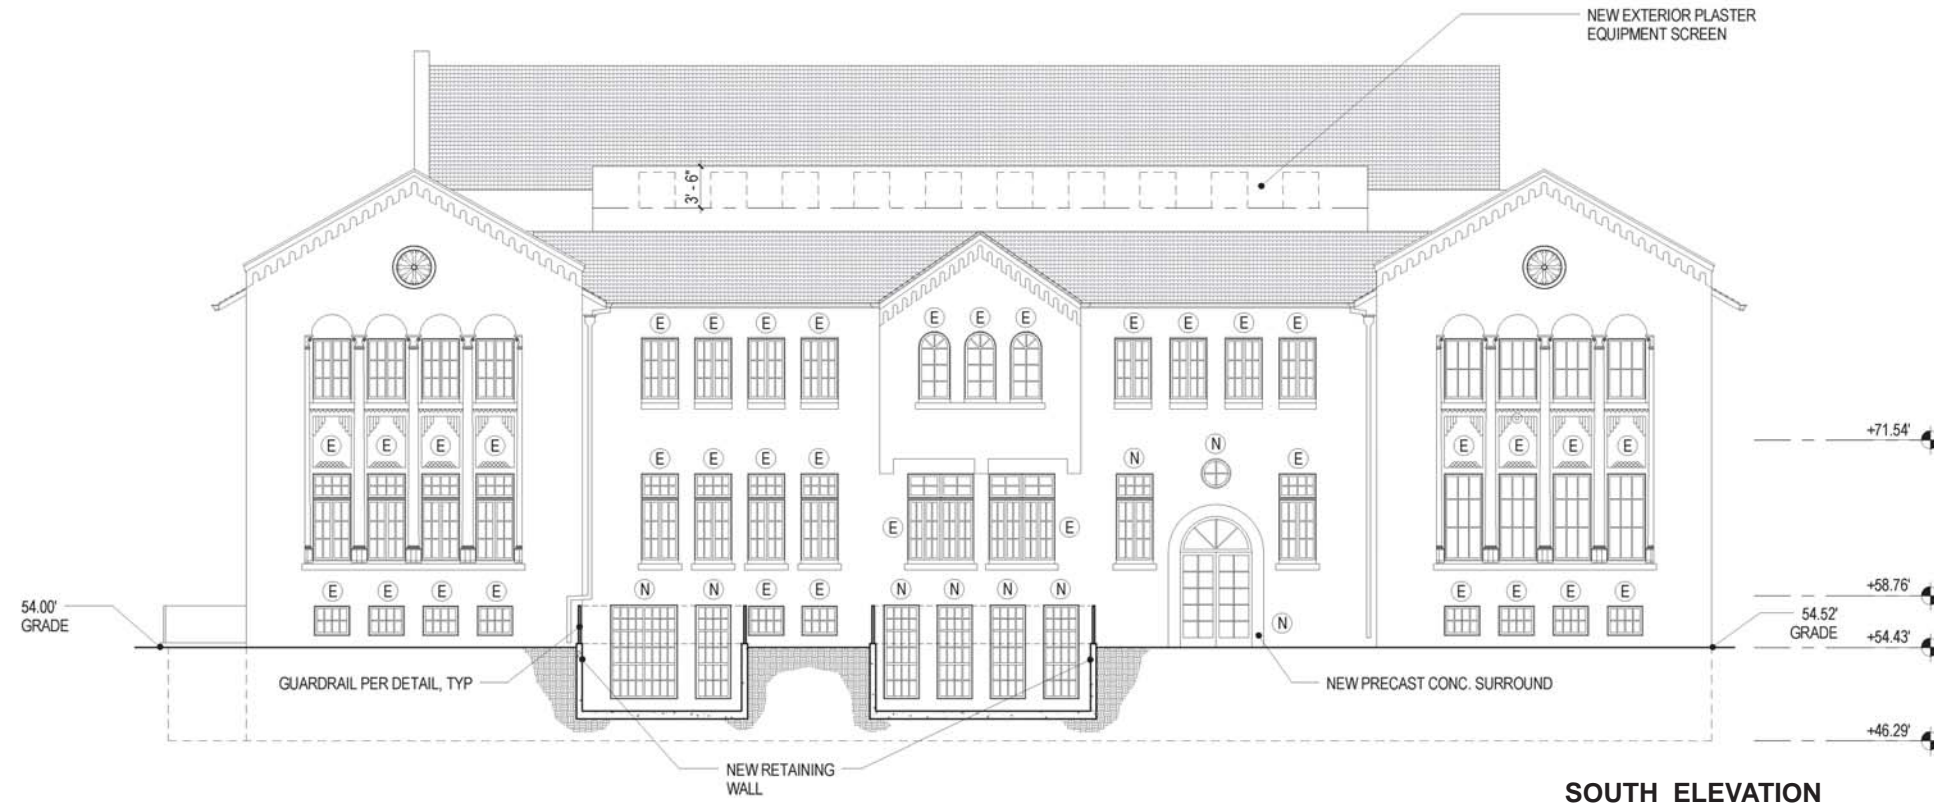 NEW EXTERIOR PLASTER
EQUIPMENT SCREEN
3' - 6"
E E E E E E E E E E E
+71.54'
E E E E E E E E
E E E E N N E
E E
E E E E N N E E N N N N E E E E
+58.76'
54.00'
GRADE
N
54.52'
GRADE
+54.43'
GUARDRAIL PER DETAIL, TYP
NEW PRECAST CONC. SURROUND
+46.29'
NEW RETAINING
WALL
SOUTH ELEVATION